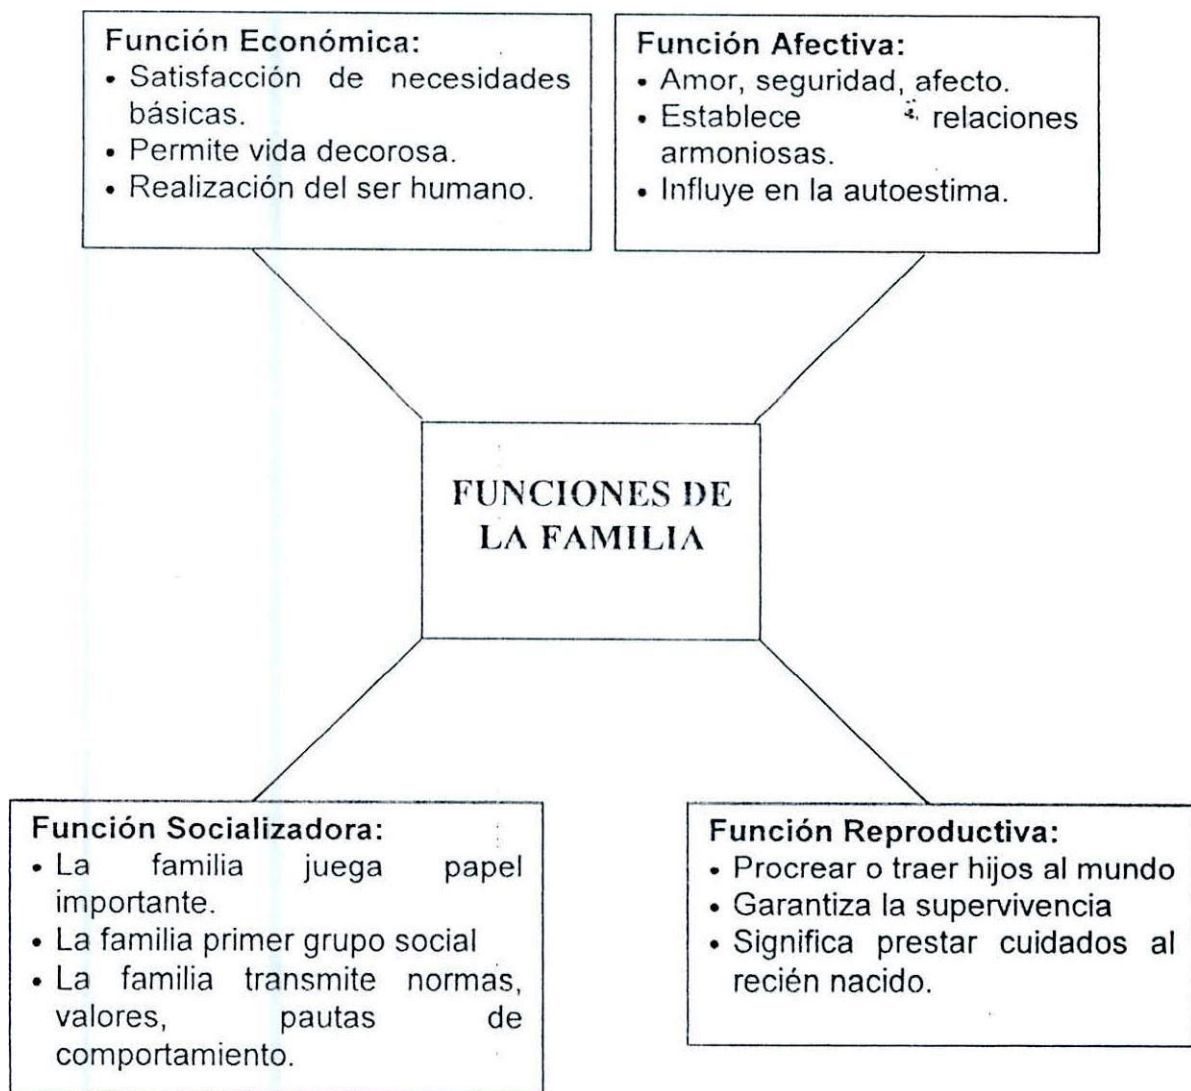 Función Económica:
• Satisfacción de necesidades
básicas.
• Permite vida decorosa.
• Realización del ser humano.
Función Afectiva:
• Amor, seguridad, afecto.
• Establece relaciones
armoniosas.
• Influye en la autoestima.
FUNCIONES DE
LA FAMILIA
Función Socializadora:
• La familia juega papel
importante.
• La familia primer grupo social
• La familia transmite normas,
valores, pautas de
comportamiento.
Función Reproductiva:
• Procrear o traer hijos al mundo
• Garantiza la supervivencia
• Significa prestar cuidados al
recién nacido.